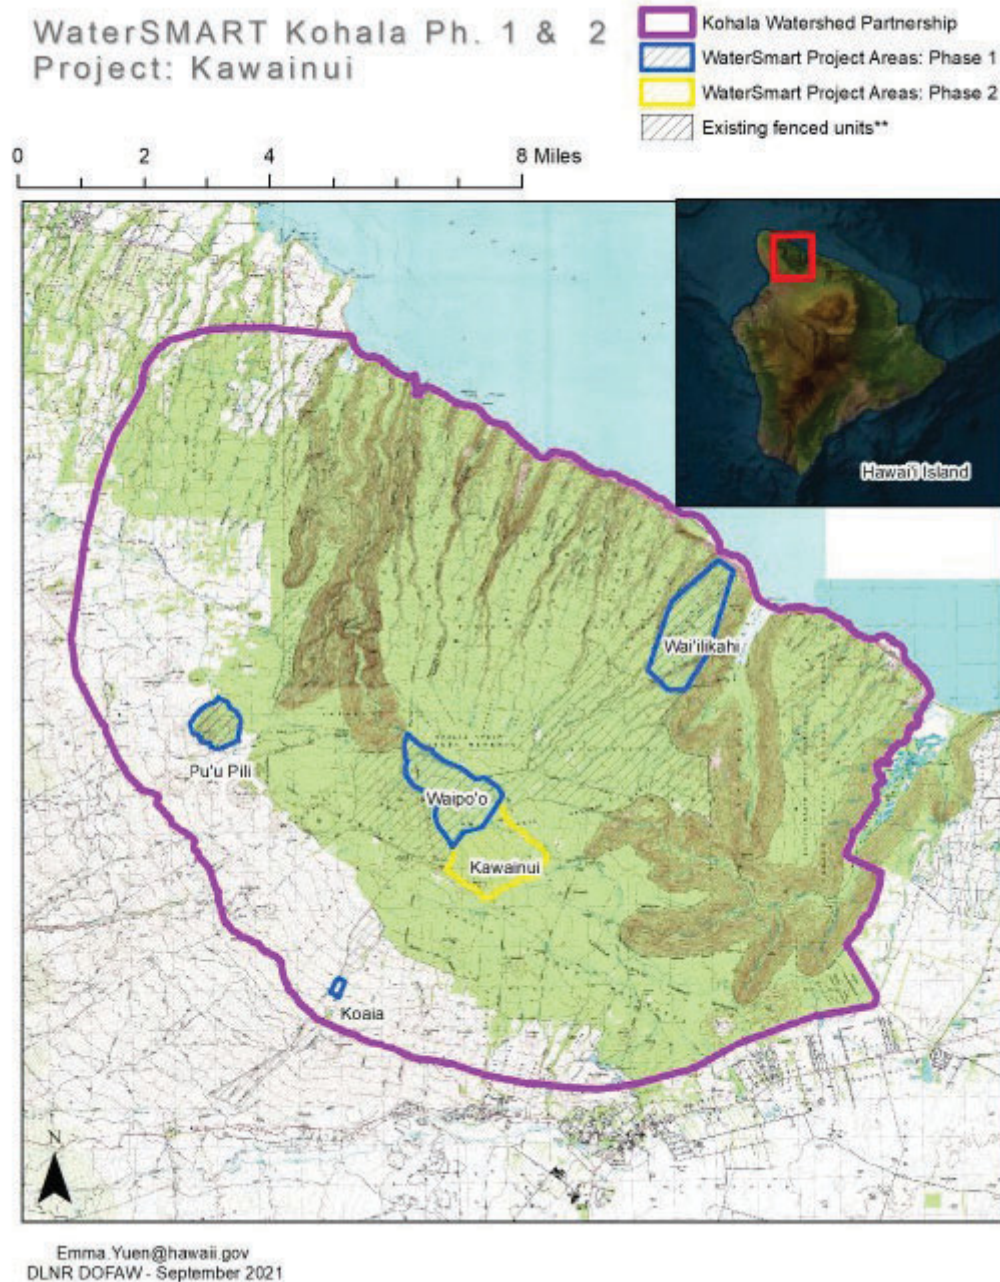 WaterSMART Kohala Ph. 1 & 2
Project: Kawainui
Kohala Watershed Partnership
WaterSmart Project Areas: Phase 1
WaterSmart Project Areas: Phase 2
Existing fenced units**
0 2 4 8 Miles
Hawai'i Island
Wai'ilikahi
Pu'u Pili
Waipo'o
Kawainui
Koaia
N
Emma.Yuen@hawaii.gov
DLNR DOFAW - September 2021